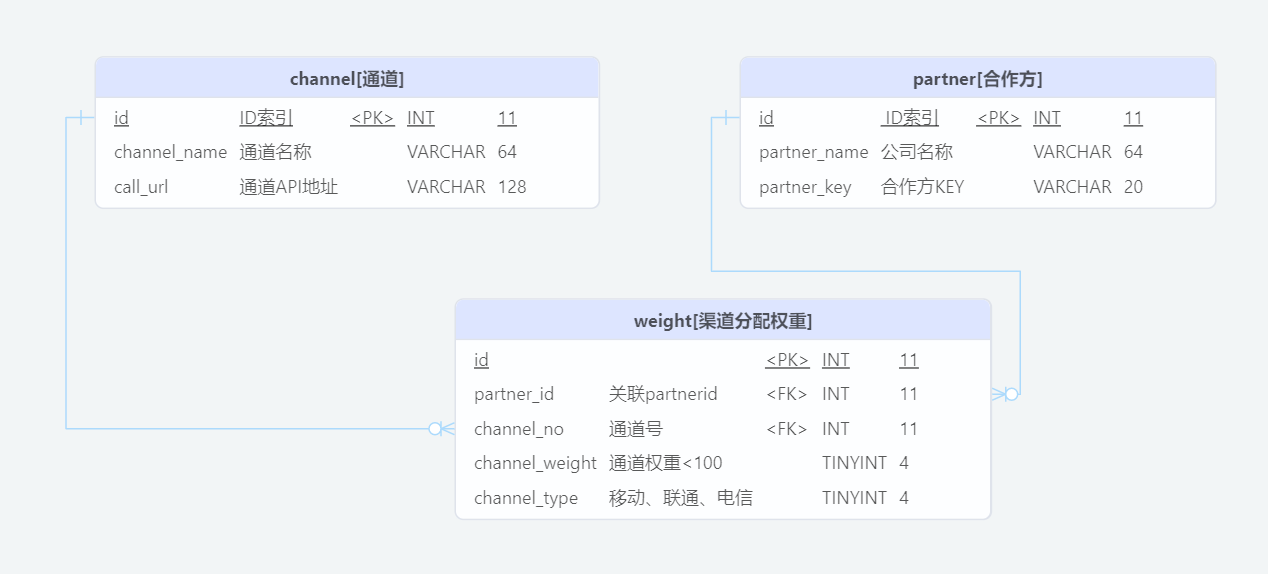 channel[通道]
id ID索引 <PK> INT 11
channel_name 通道名称 VARCHAR 64
call_url 通道API地址 VARCHAR 128
partner[合作方]
id ID索引 <PK> INT 11
partner_name 公司名称 VARCHAR 64
partner_key 合作方KEY VARCHAR 20
weight[渠道分配权重]
id <PK> INT 11
partner_id 关联partnerid <FK> INT 11
channel_no 通道号 <FK> INT 11
channel_weight 通道权重<100 TINYINT 4
channel_type 移动、联通、电信 TINYINT 4